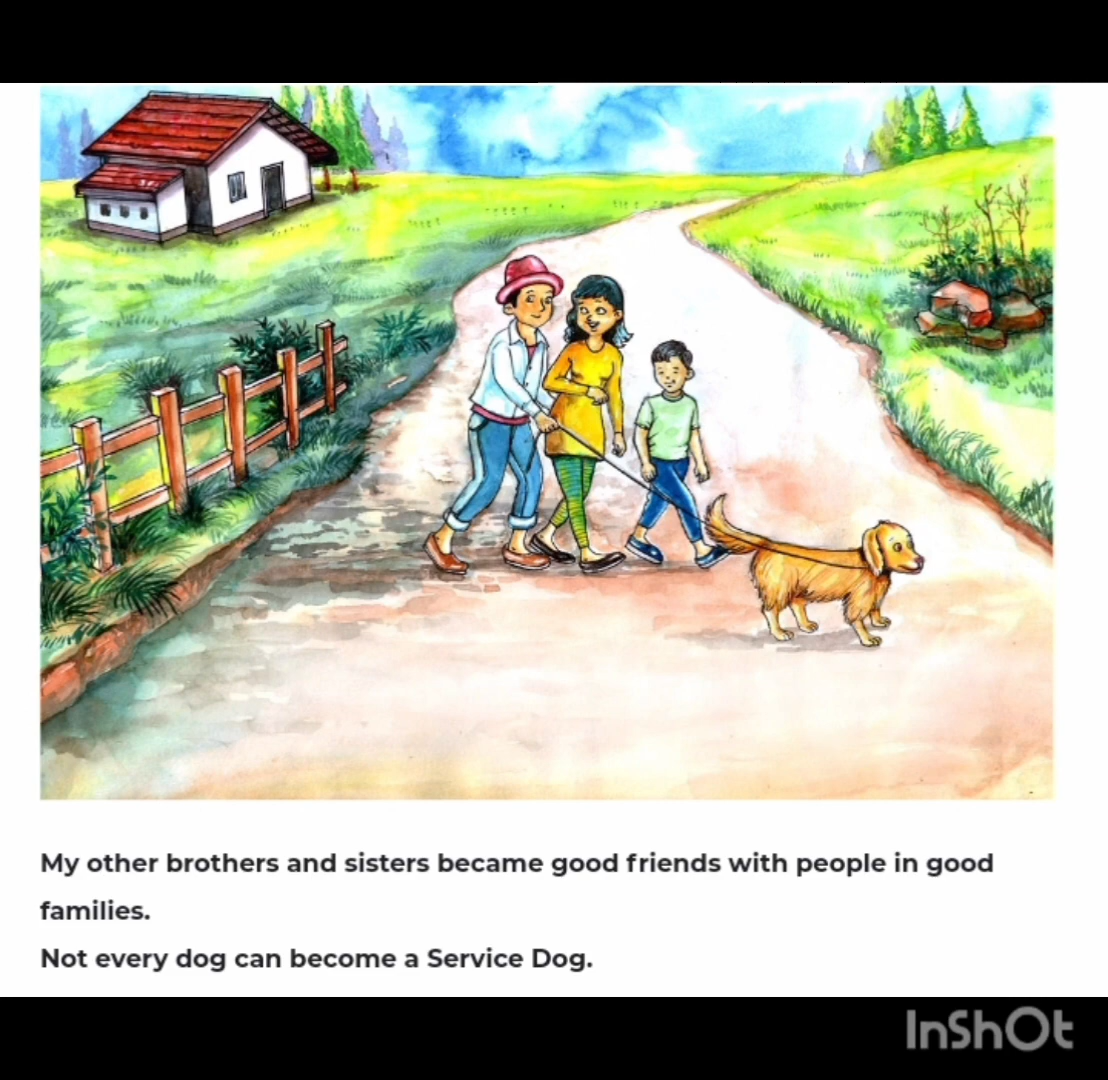 My other brothers and sisters became good friends with people in good
families.
Not every dog can become a Service Dog.
InShOt